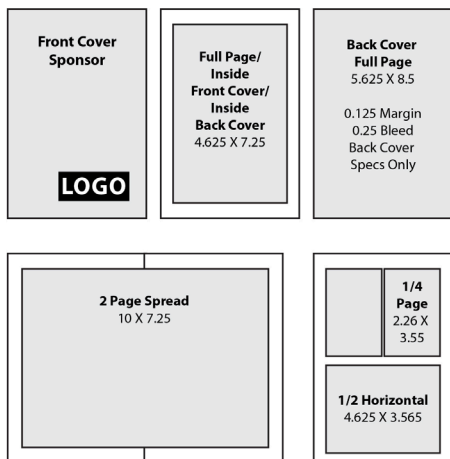 Front Cover
Sponsor
LOGO
Full Page/
Inside
Front Cover/
Inside
Back Cover
4.625 X 7.25
Back Cover
Full Page
5.625 X 8.5
0.125 Margin
0.25 Bleed
Back Cover
Specs Only
2 Page Spread
10 X 7.25
1/4
Page
2.26 X
3.55
1/2 Horizontal
4.625 X 3.565